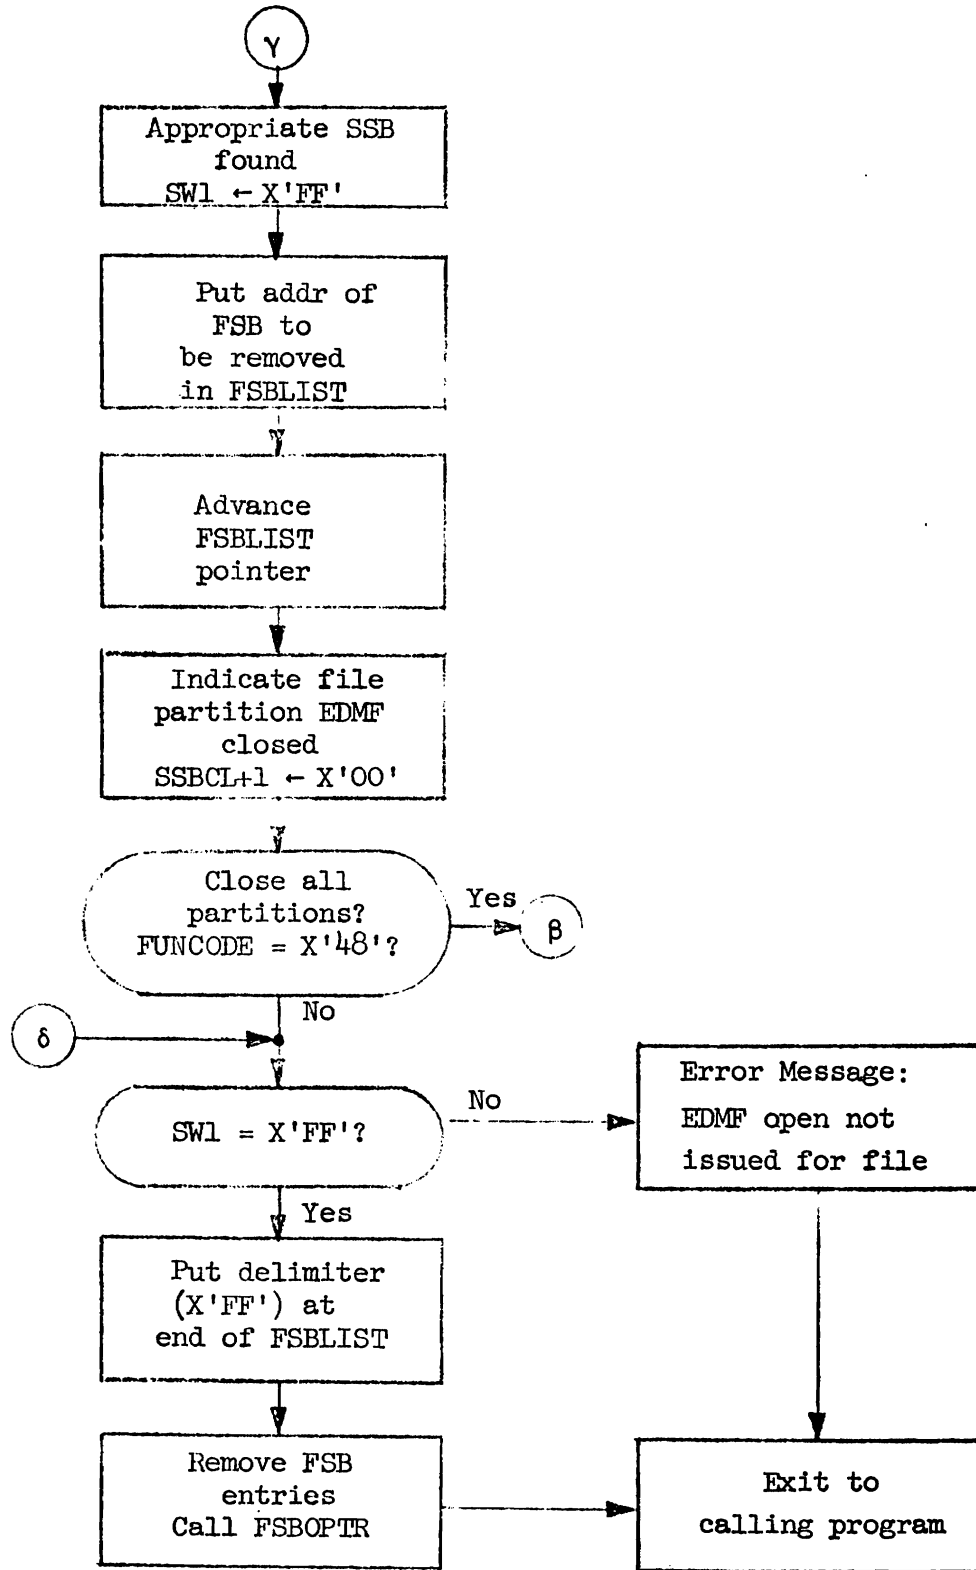 γ
Appropriate SSB
found
SW1 ← X'FF'
Put addr of
FSB to
be removed
in FSBLIST
Advance
FSBLIST
pointer
Indicate file
partition EDMF
closed
SSBCL+1 ← X'00'
Close all
partitions?
FUNCODE = X'48'?
Yes
β
No
δ
SW1 = X'FF'?
No
Error Message:
EDMF open not
issued for file
Yes
Put delimiter
(X'FF') at
end of FSBLIST
Remove FSB
entries
Call FSBOPTR
Exit to
calling program